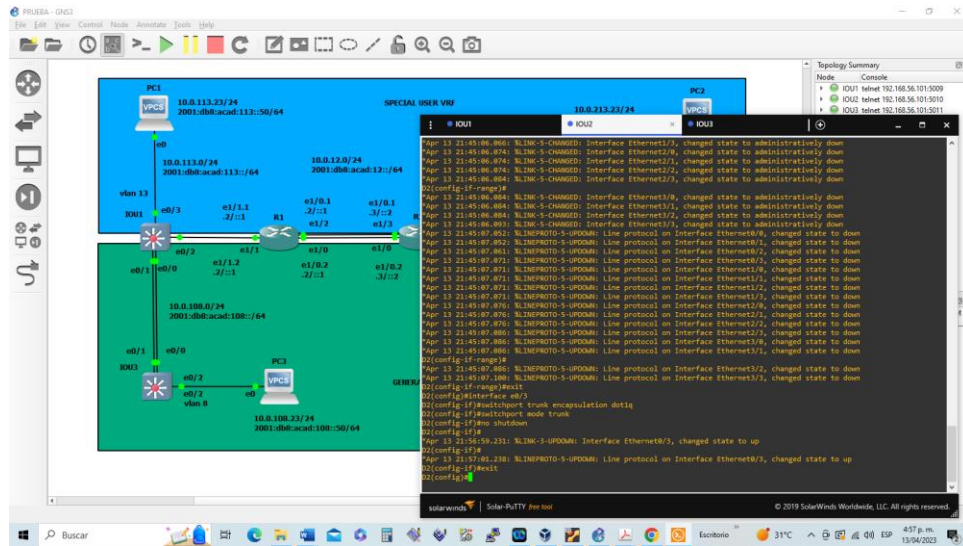 PRUEBA - GNS3
File Edit View Control Node Annotate Tools Help
Topology Summary
Node Console
IOU1 telnet 192.168.56.101:5009
IOU2 telnet 192.168.56.101:5010
IOU3 telnet 192.168.56.101:5011
PC1
VPCS
10.0.113.23/24
2001:db8:acad:113::50/64
SPECIAL USER VRF
PC2
10.0.213.23/24
VPCS
e0
10.0.113.0/24
2001:db8:acad:113::/64
10.0.12.0/24
2001:db8:acad:12::/64
vlan 13
IOU1
e0/3
e1/1.1
.2/::1
R1
e1/0.1
.2/::1
e1/0.1
.3/::2
e1/2
e1/3
e0/2
e1/1
e1/0
e1/0
e0/1
e0/0
e1/1.2
.2/::1
e1/0.2
.2/::1
e1/0.2
.3/::2
10.0.108.0/24
2001:db8:acad:108::/64
e0/1
e0/0
IOU3
e0/2
e0/2
vlan 8
PC3
VPCS
e0
GENERA
10.0.108.23/24
2001:db8:acad:108::50/64
IOU1
IOU2
IOU3
*Apr 13 21:45:06.066: %LINK-5-CHANGED: Interface Ethernet1/3, changed state to administratively down
*Apr 13 21:45:06.074: %LINK-5-CHANGED: Interface Ethernet2/0, changed state to administratively down
*Apr 13 21:45:06.074: %LINK-5-CHANGED: Interface Ethernet2/1, changed state to administratively down
*Apr 13 21:45:06.074: %LINK-5-CHANGED: Interface Ethernet2/2, changed state to administratively down
*Apr 13 21:45:06.084: %LINK-5-CHANGED: Interface Ethernet2/3, changed state to administratively down
D2(config-if-range)#
*Apr 13 21:45:06.084: %LINK-5-CHANGED: Interface Ethernet3/0, changed state to administratively down
*Apr 13 21:45:06.084: %LINK-5-CHANGED: Interface Ethernet3/1, changed state to administratively down
*Apr 13 21:45:06.084: %LINK-5-CHANGED: Interface Ethernet3/2, changed state to administratively down
*Apr 13 21:45:06.093: %LINK-5-CHANGED: Interface Ethernet3/3, changed state to administratively down
*Apr 13 21:45:07.052: %LINEPROTO-5-UPDOWN: Line protocol on Interface Ethernet0/0, changed state to down
*Apr 13 21:45:07.052: %LINEPROTO-5-UPDOWN: Line protocol on Interface Ethernet0/1, changed state to down
*Apr 13 21:45:07.061: %LINEPROTO-5-UPDOWN: Line protocol on Interface Ethernet0/2, changed state to down
*Apr 13 21:45:07.071: %LINEPROTO-5-UPDOWN: Line protocol on Interface Ethernet0/3, changed state to down
*Apr 13 21:45:07.071: %LINEPROTO-5-UPDOWN: Line protocol on Interface Ethernet1/0, changed state to down
*Apr 13 21:45:07.071: %LINEPROTO-5-UPDOWN: Line protocol on Interface Ethernet1/1, changed state to down
*Apr 13 21:45:07.071: %LINEPROTO-5-UPDOWN: Line protocol on Interface Ethernet1/2, changed state to down
*Apr 13 21:45:07.071: %LINEPROTO-5-UPDOWN: Line protocol on Interface Ethernet1/3, changed state to down
*Apr 13 21:45:07.076: %LINEPROTO-5-UPDOWN: Line protocol on Interface Ethernet2/0, changed state to down
*Apr 13 21:45:07.076: %LINEPROTO-5-UPDOWN: Line protocol on Interface Ethernet2/1, changed state to down
*Apr 13 21:45:07.076: %LINEPROTO-5-UPDOWN: Line protocol on Interface Ethernet2/2, changed state to down
*Apr 13 21:45:07.086: %LINEPROTO-5-UPDOWN: Line protocol on Interface Ethernet2/3, changed state to down
*Apr 13 21:45:07.086: %LINEPROTO-5-UPDOWN: Line protocol on Interface Ethernet3/0, changed state to down
*Apr 13 21:45:07.086: %LINEPROTO-5-UPDOWN: Line protocol on Interface Ethernet3/1, changed state to down
D2(config-if-range)#
*Apr 13 21:45:07.086: %LINEPROTO-5-UPDOWN: Line protocol on Interface Ethernet3/2, changed state to down
*Apr 13 21:45:07.100: %LINEPROTO-5-UPDOWN: Line protocol on Interface Ethernet3/3, changed state to down
D2(config-if-range)#exit
D2(config)#interface e0/3
D2(config-if)#switchport trunk encapsulation dot1q
D2(config-if)#switchport mode trunk
D2(config-if)#no shutdown
D2(config-if)#
*Apr 13 21:56:59.231: %LINK-3-UPDOWN: Interface Ethernet0/3, changed state to up
D2(config-if)#
*Apr 13 21:57:01.238: %LINEPROTO-5-UPDOWN: Line protocol on Interface Ethernet0/3, changed state to up
D2(config-if)#exit
D2(config)#
solarwinds Solar-PuTTY free tool
© 2019 SolarWinds Worldwide, LLC. All rights reserved.
Buscar
Escritorio
31°C
ESP
4:57 p. m.
13/04/2023